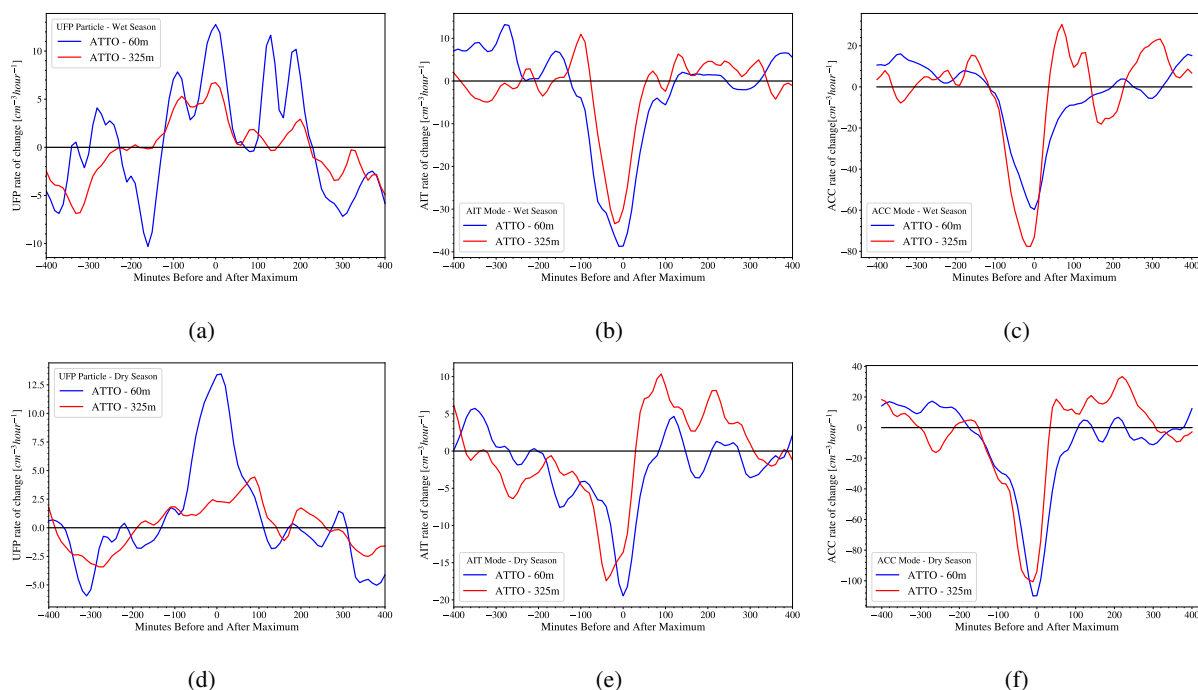 UFP Particle - Wet Season
ATTO - 60m
ATTO - 325m
UFP rate of change [cm⁻³hour⁻¹]
10
5
0
−5
−10
−400 −300 −200 −100 0 100 200 300 400
Minutes Before and After Maximum
(a)
AIT Mode - Wet Season
ATTO - 60m
ATTO - 325m
AIT rate of change [cm⁻³hour⁻¹]
10
0
−10
−20
−30
−40
−400 −300 −200 −100 0 100 200 300 400
Minutes Before and After Maximum
(b)
ACC Mode - Wet Season
ATTO - 60m
ATTO - 325m
ACC rate of change[cm⁻³hour⁻¹]
20
0
−20
−40
−60
−80
−400 −300 −200 −100 0 100 200 300 400
Minutes Before and After Maximum
(c)
UFP Particle - Dry Season
ATTO - 60m
ATTO - 325m
UFP rate of change [cm⁻³hour⁻¹]
12.5
10.0
7.5
5.0
2.5
0.0
−2.5
−5.0
−400 −300 −200 −100 0 100 200 300 400
Minutes Before and After Maximum
(d)
AIT Mode - Dry Season
ATTO - 60m
ATTO - 325m
AIT rate of change [cm⁻³hour⁻¹]
10
5
0
−5
−10
−15
−20
−400 −300 −200 −100 0 100 200 300 400
Minutes Before and After Maximum
(e)
ACC Mode - Dry Season
ATTO - 60m
ATTO - 325m
ACC rate of change [cm⁻³hour⁻¹]
40
20
0
−20
−40
−60
−80
−100
−400 −300 −200 −100 0 100 200 300 400
Minutes Before and After Maximum
(f)